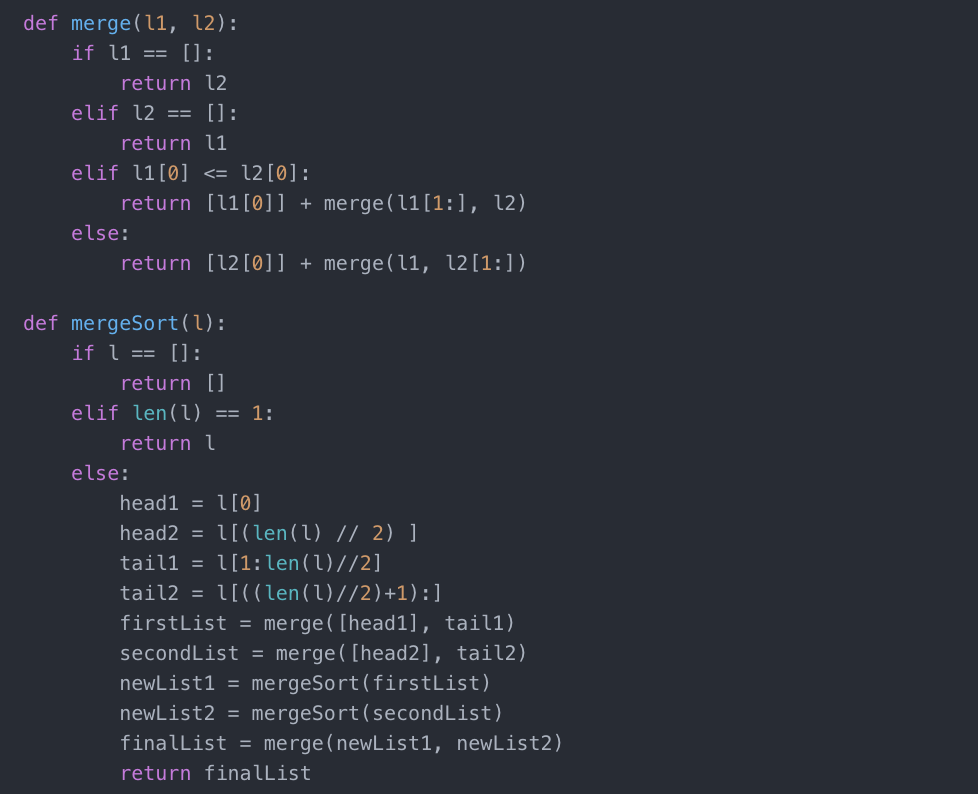 def merge(l1, l2):
    if l1 == []:
        return l2
    elif l2 == []:
        return l1
    elif l1[0] <= l2[0]:
        return [l1[0]] + merge(l1[1:], l2)
    else:
        return [l2[0]] + merge(l1, l2[1:])

def mergeSort(l):
    if l == []:
        return []
    elif len(l) == 1:
        return l
    else:
        head1 = l[0]
        head2 = l[(len(l) // 2) ]
        tail1 = l[1:len(l)//2]
        tail2 = l[((len(l)//2)+1):]
        firstList = merge([head1], tail1)
        secondList = merge([head2], tail2)
        newList1 = mergeSort(firstList)
        newList2 = mergeSort(secondList)
        finalList = merge(newList1, newList2)
        return finalList